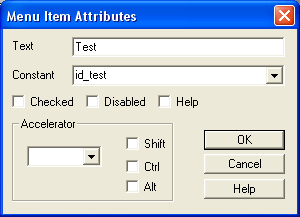 Menu Item Attributes
Text Test
Constant id_test
Checked Disabled Help
Accelerator
Shift
Ctrl
Alt
OK
Cancel
Help